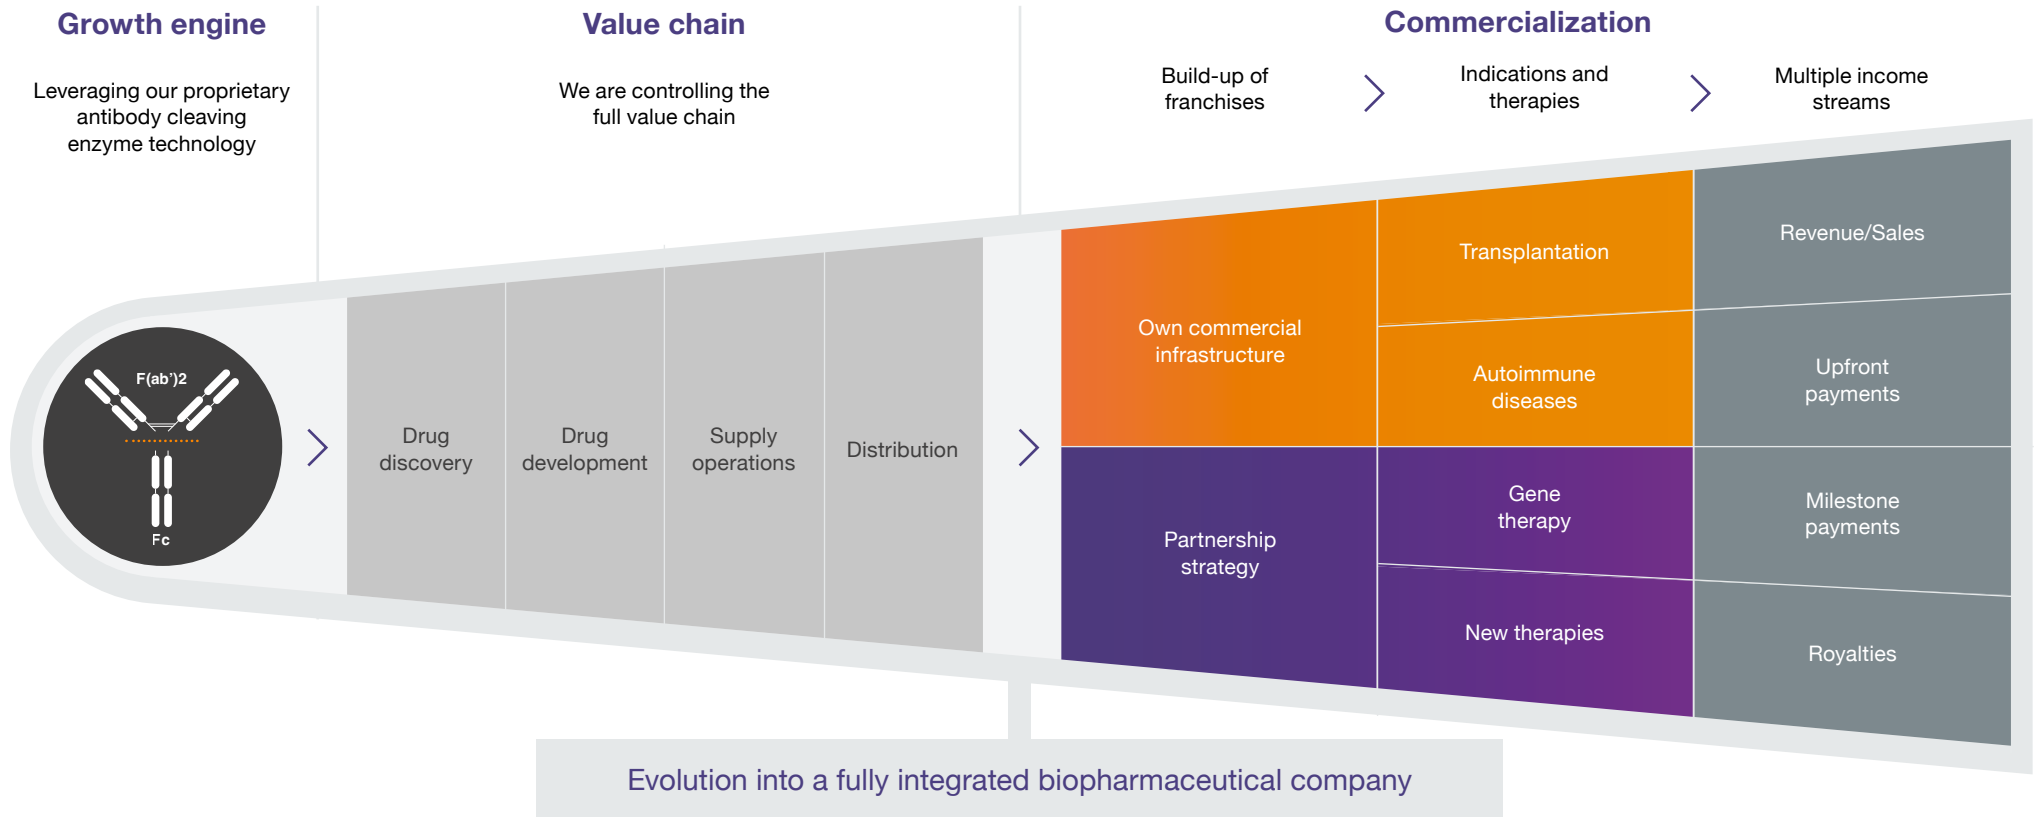 Growth engine
Leveraging our proprietary
antibody cleaving
enzyme technology
Value chain
We are controlling the
full value chain
Commercialization
Build-up of
franchises
Indications and
therapies
Multiple income
streams
F(ab’)2
Fc
Drug
discovery
Drug
development
Supply
operations
Distribution
Own commercial
infrastructure
Partnership
strategy
Transplantation
Autoimmune
diseases
Gene
therapy
New therapies
Revenue/Sales
Upfront
payments
Milestone
payments
Royalties
Evolution into a fully integrated biopharmaceutical company